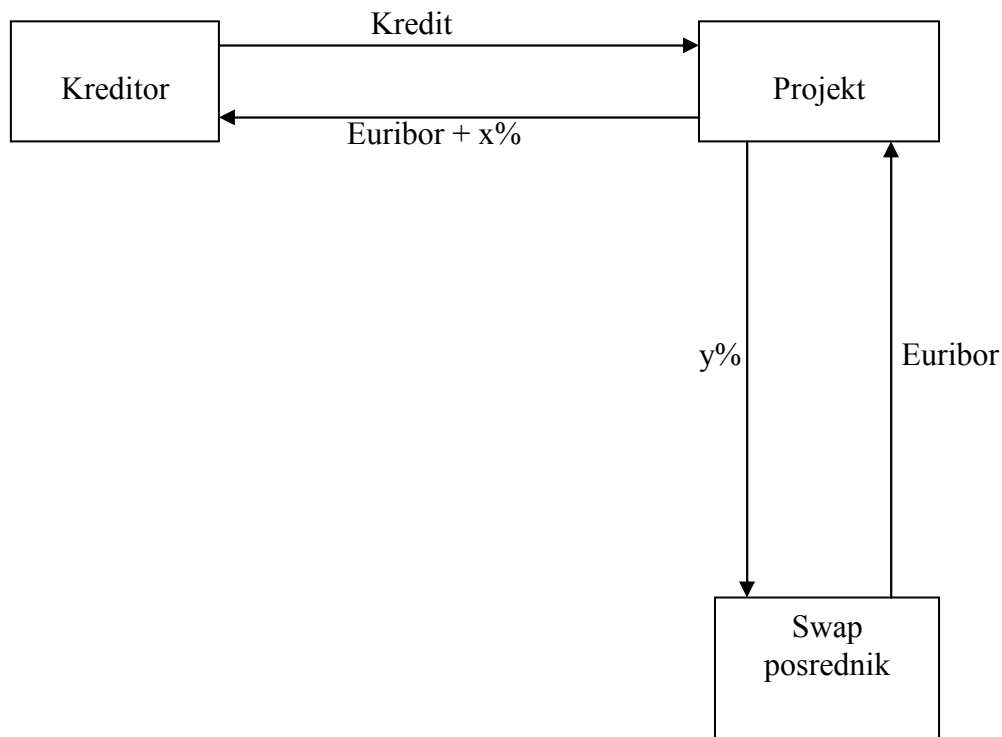 Kredit
Kreditor
Projekt
Euribor + x%
y%
Euribor
Swap
posrednik